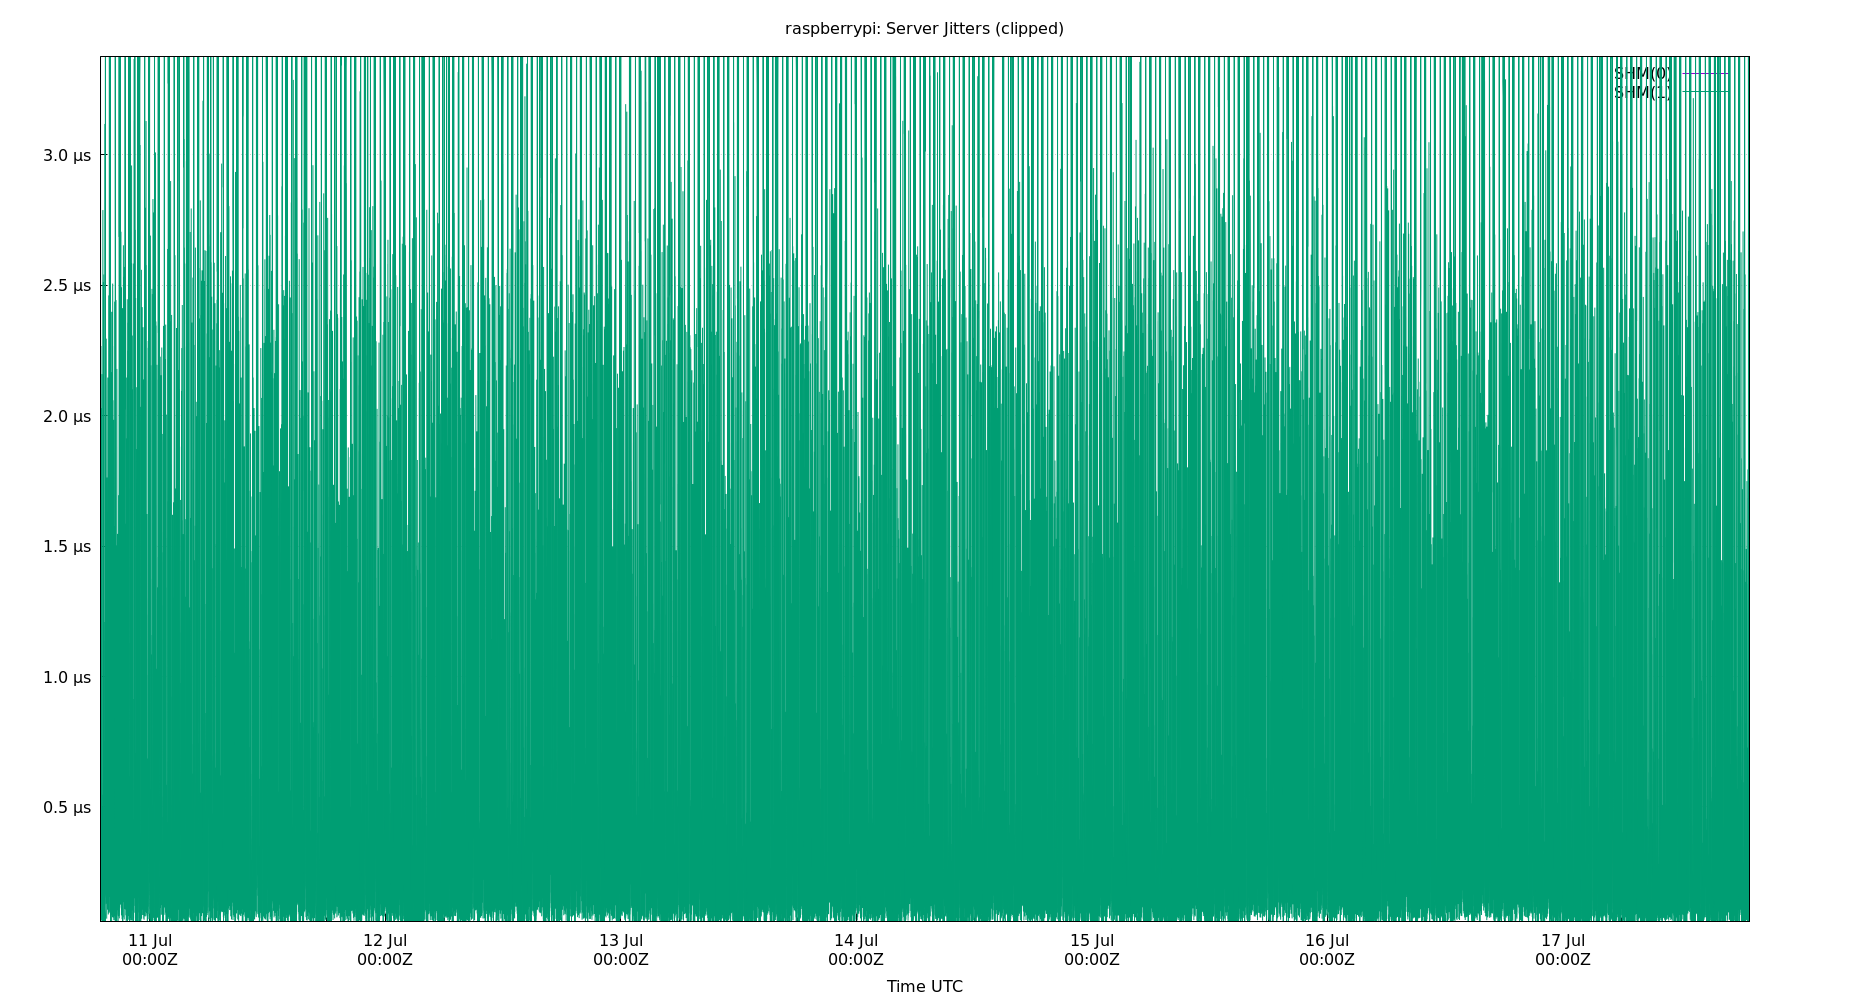 raspberrypi: Server Jitters (clipped)
SHM(0)
SHM(1)
3.0 μs
2.5 μs
2.0 μs
1.5 μs
1.0 μs
0.5 μs
11 Jul 12 Jul 13 Jul 14 Jul 15 Jul 16 Jul 17 Jul
00:00Z 00:00Z 00:00Z 00:00Z 00:00Z 00:00Z 00:00Z
Time UTC